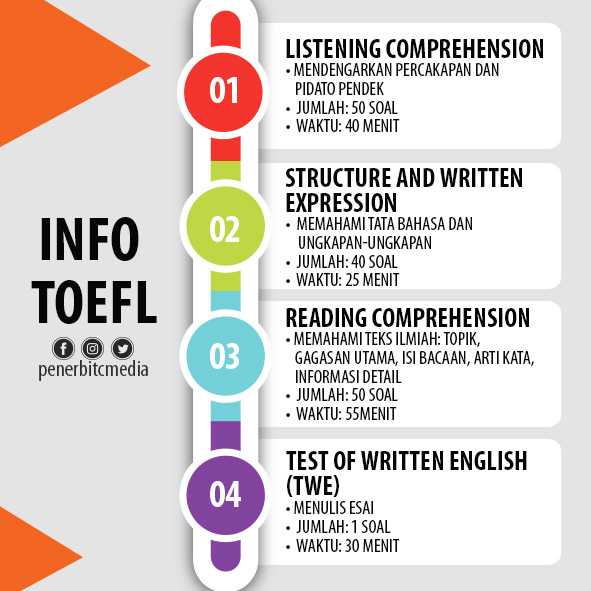 INFO
TOEFL
penerbitcmedia
01
LISTENING COMPREHENSION
• MENDENGARKAN PERCAKAPAN DAN
PIDATO PENDEK
• JUMLAH: 50 SOAL
• WAKTU: 40 MENIT
02
STRUCTURE AND WRITTEN
EXPRESSION
• MEMAHAMI TATA BAHASA DAN
UNGKAPAN-UNGKAPAN
• JUMLAH: 40 SOAL
• WAKTU: 25 MENIT
03
READING COMPREHENSION
• MEMAHAMI TEKS ILMIAH: TOPIK,
GAGASAN UTAMA, ISI BACAAN, ARTI KATA,
INFORMASI DETAIL
• JUMLAH: 50 SOAL
• WAKTU: 55MENIT
04
TEST OF WRITTEN ENGLISH
(TWE)
• MENULIS ESAI
• JUMLAH: 1 SOAL
• WAKTU: 30 MENIT